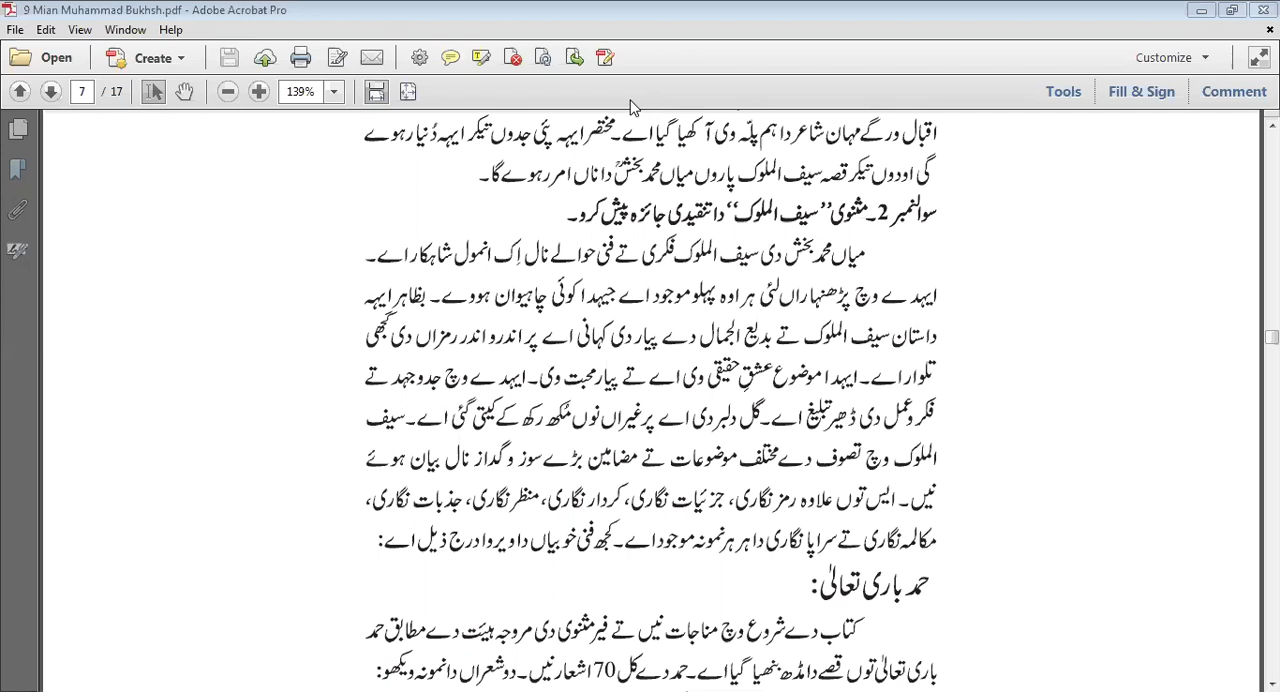 9 Mian Muhammad Bukhsh.pdf - Adobe Acrobat Pro
File Edit View Window Help
Open Create Customize
7 / 17 139% Tools Fill & Sign Comment
اقبال ورگے مہان شاعر دا ہم پلّہ وی آکھیا گیا اے۔مختصر ایہہ پئی جدوں تیکر ایہہ دُنیا رہوے
گی اودوں تیکر قصہ سیف الملوک پاروں میاں محمد بخشؒ دا ناں امر رہوے گا۔
سوالنمبر 2۔مثنوی ’’سیف الملوک‘‘ دا تنقیدی جائزہ پیش کرو۔
میاں محمد بخش دی سیف الملوک فکری تے فنی حوالے نال اِک انمول شاہکار اے۔
ایہدے وچ پڑھنہاراں لئی ہر اوہ پہلو موجود اے جیہدا کوئی چاہیوان ہووے۔ بظاہر ایہہ
داستان سیف الملوک تے بدیع الجمال دے پیار دی کہانی اے پر اندرو اندر رمزاں دی گجھی
تلوار اے۔ ایہدا موضوع عشقِ حقیقی وی اے تے پیار محبت وی۔ ایہدے وچ جدوجہد تے
فکر و عمل دی ڈھیر تبلیغ اے۔ گل دلبر دی اے پر غیراں نوں مُکھ رکھ کے کیتی گئی اے۔سیف
الملوک وچ تصوف دے مختلف موضوعات تے مضامین بڑے سوز و گداز نال بیان ہوئے
نیں۔ ایس توں علاوہ رمز نگاری، جزئیات نگاری، کردار نگاری، منظر نگاری، جذبات نگاری،
مکالمہ نگاری تے سراپا نگاری دا ہر ہر نمونہ موجود اے۔ کجھ فنی خوبیاں دا ویروا درج ذیل اے:
حمد باری تعالیٰ:
کتاب دے شروع وچ مناجات نیں تے فیر مثنوی دی مروجہ ہیئت دے مطابق حمد
باری تعالیٰ توں قصے دا مڈھ بنھیا گیا اے۔ حمد دے کل 70 اشعار نیں۔ دو شعراں دا نمونہ ویکھو: